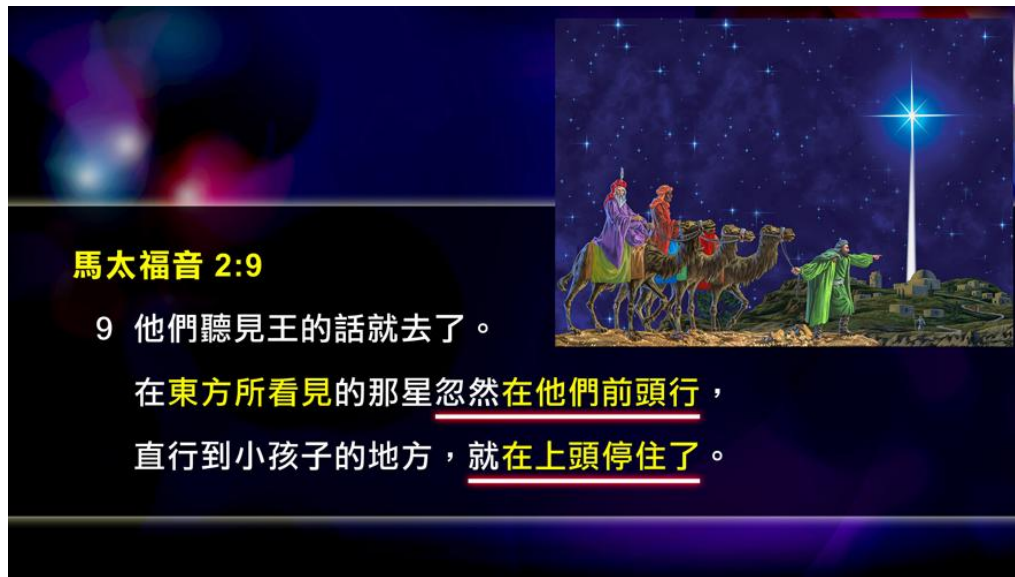 馬太福音 2:9
9 他們聽見王的話就去了。
在東方所看見的那星忽然在他們前頭行，
直行到小孩子的地方，就在上頭停住了。